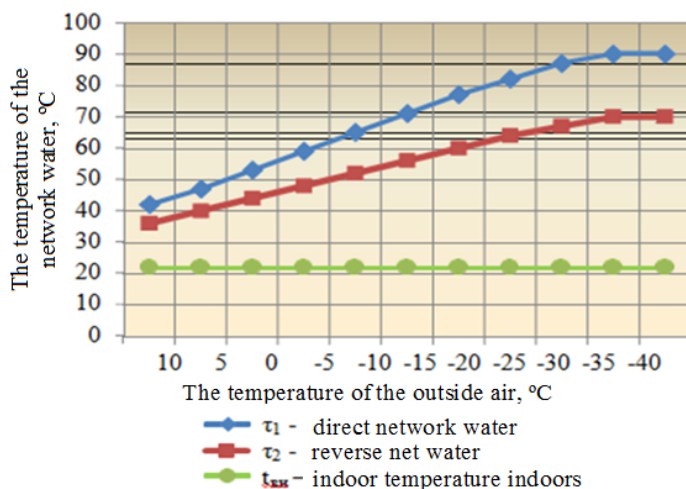 The temperature of the
network water, ºC
100
90
80
70
60
50
40
30
20
10
0
10 5 0 -5 -10 -15 -20 -25 -30 -35 -40
The temperature of the outside air, ºC
τ1 - direct network water
τ2 - reverse net water
tвн – indoor temperature indoors